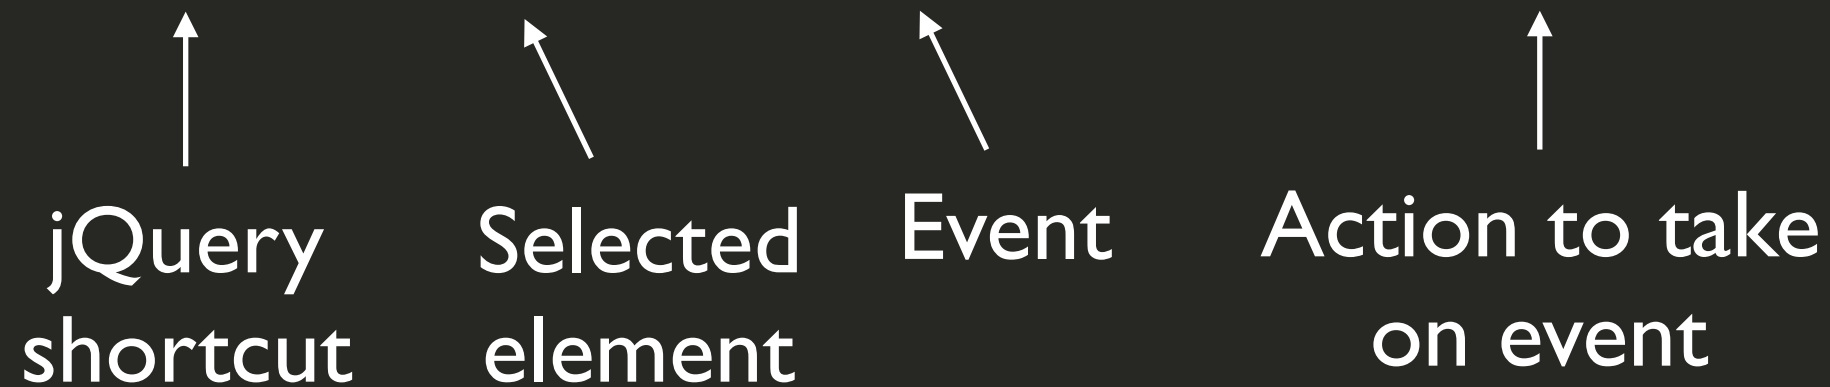 jQuery
shortcut
Selected
element
Event
Action to take
on event